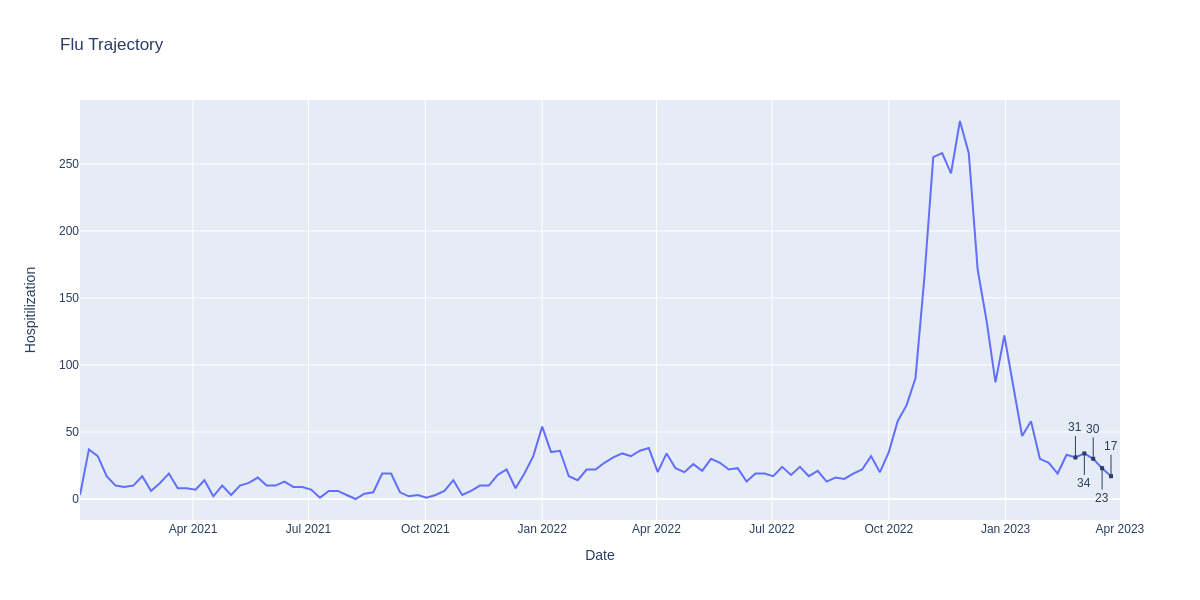 Flu Trajectory
Hospitilization
250
200
150
100
50
0
31
30
17
34
23
Apr 2021
Jul 2021
Oct 2021
Jan 2022
Apr 2022
Jul 2022
Oct 2022
Jan 2023
Apr 2023
Date